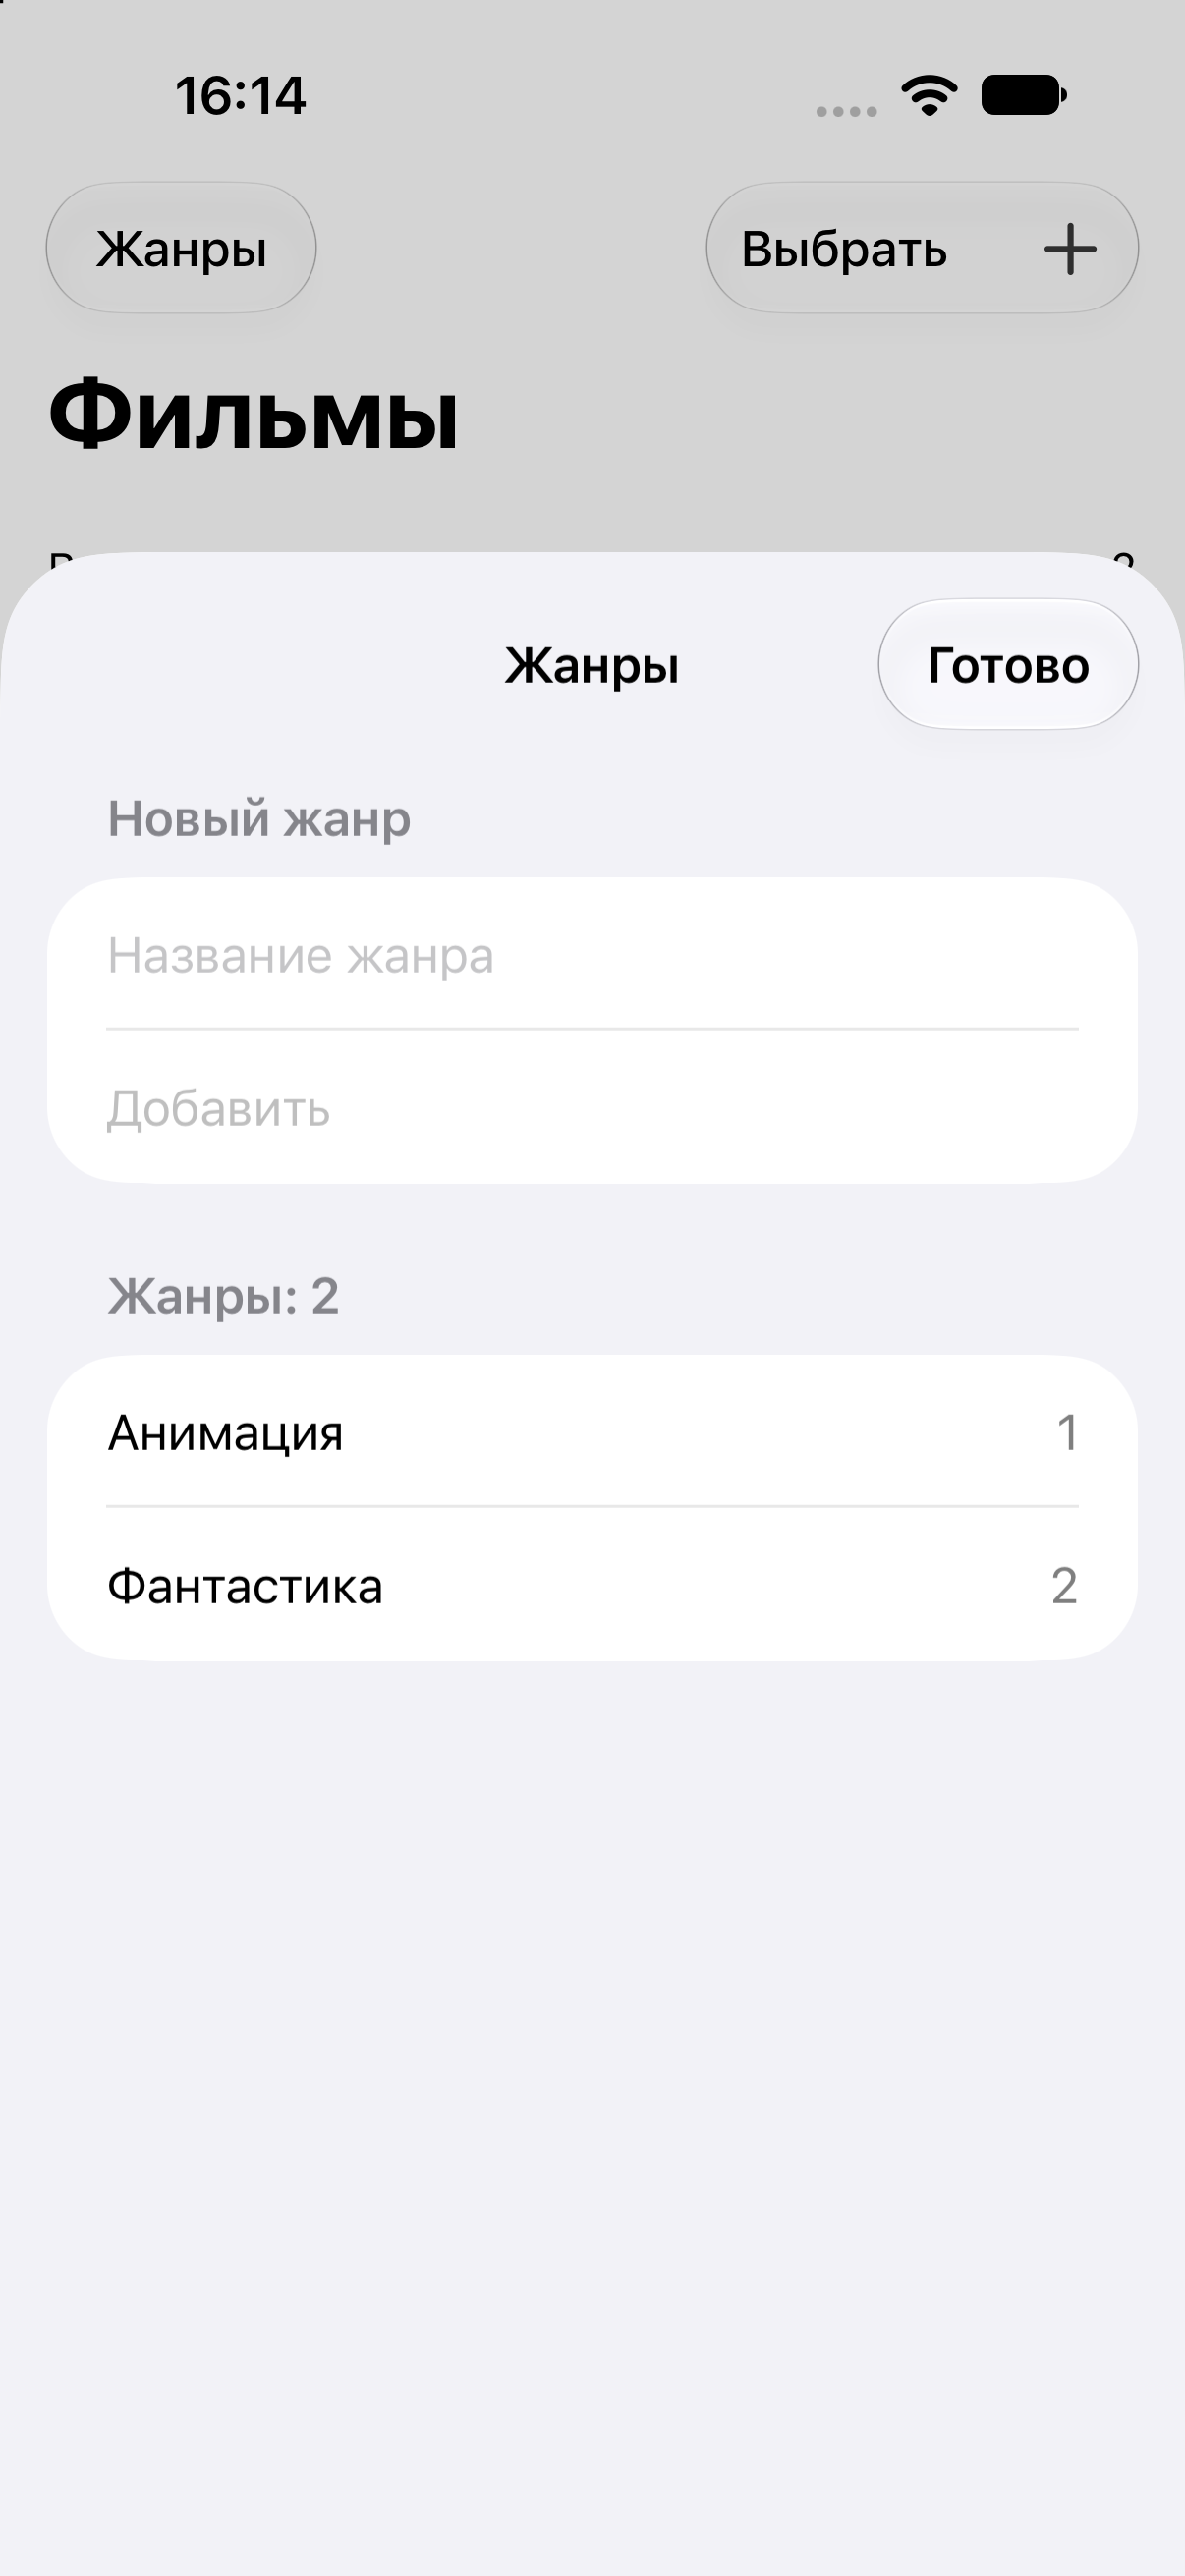 16:14
Жанры
Выбрать
Фильмы
Жанры
Готово
Новый жанр
Название жанра
Добавить
Жанры: 2
Анимация 1
Фантастика 2